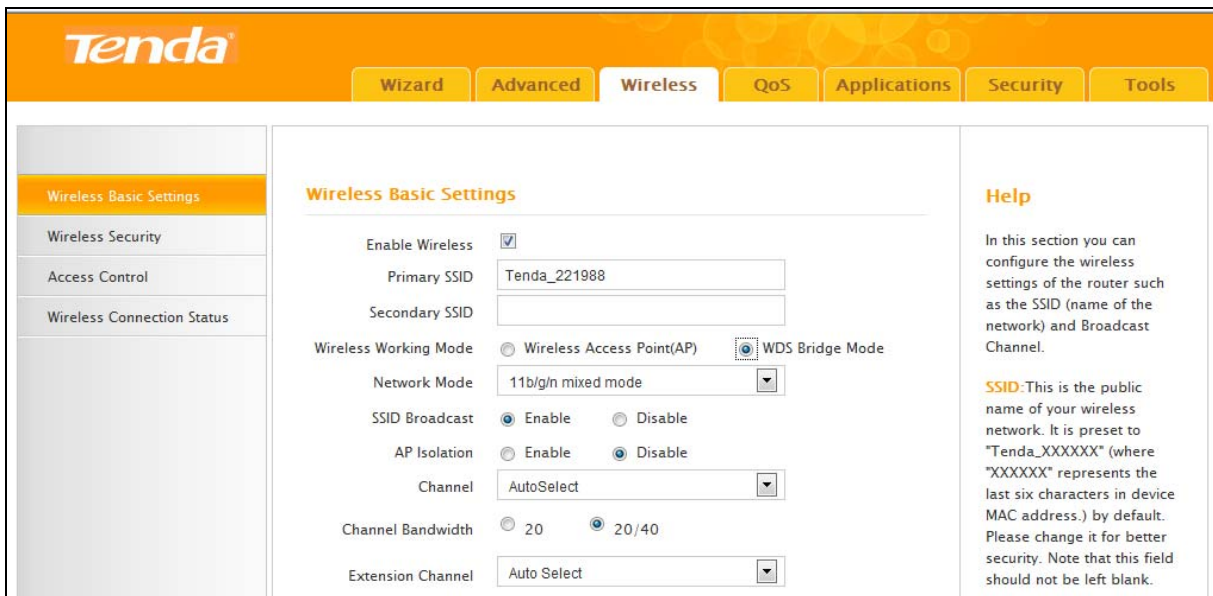 Tenda®
Wizard Advanced Wireless QoS Applications Security Tools
Wireless Basic Settings
Wireless Security
Access Control
Wireless Connection Status
Wireless Basic Settings
Enable Wireless
Primary SSID Tenda_221988
Secondary SSID
Wireless Working Mode Wireless Access Point(AP) WDS Bridge Mode
Network Mode 11b/g/n mixed mode
SSID Broadcast Enable Disable
AP Isolation Enable Disable
Channel AutoSelect
Channel Bandwidth 20 20/40
Extension Channel Auto Select
Help
In this section you can
configure the wireless
settings of the router such
as the SSID (name of the
network) and Broadcast
Channel.
SSID:This is the public
name of your wireless
network. It is preset to
"Tenda_XXXXXX" (where
"XXXXXX" represents the
last six characters in device
MAC address.) by default.
Please change it for better
security. Note that this field
should not be left blank.